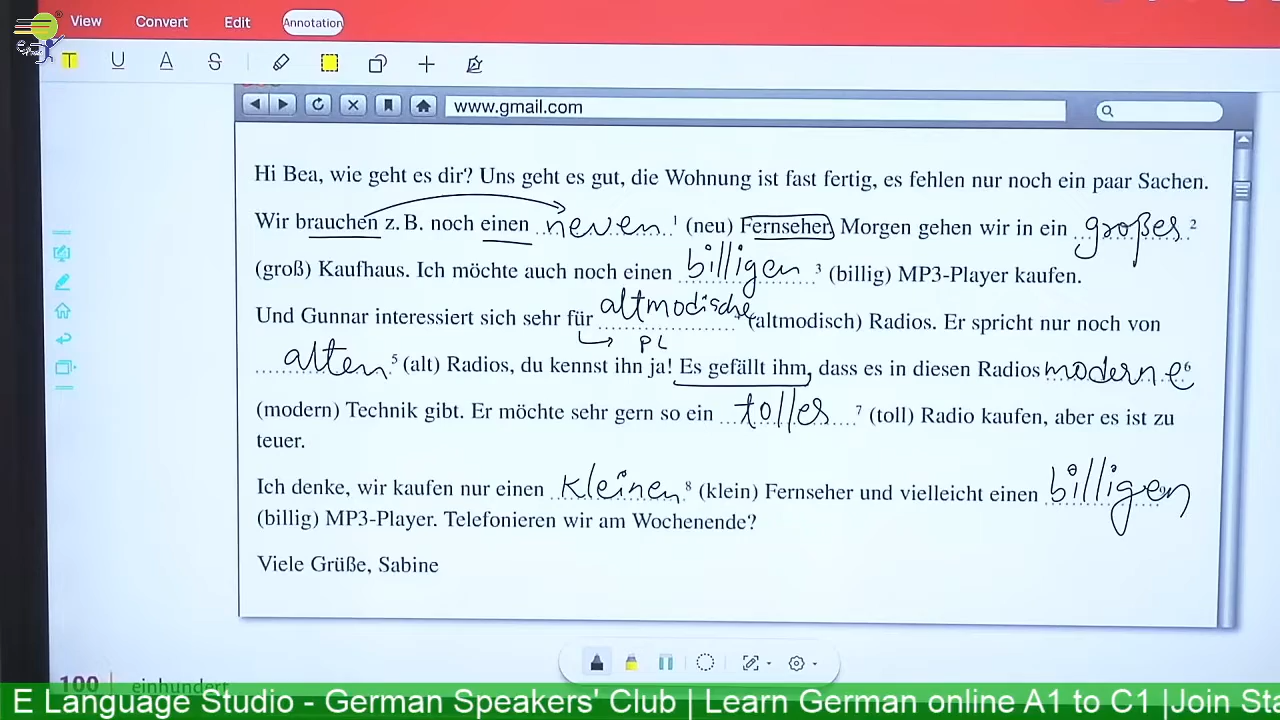 View Convert Edit Annotation
T U A S
www.gmail.com
Hi Bea, wie geht es dir? Uns geht es gut, die Wohnung ist fast fertig, es fehlen nur noch ein paar Sachen.
Wir brauchen z. B. noch einen neuen 1 (neu) Fernseher. Morgen gehen wir in ein großes 2
(groß) Kaufhaus. Ich möchte auch noch einen billigen 3 (billig) MP3-Player kaufen.
Und Gunnar interessiert sich sehr für altmodische 4 (altmodisch) Radios. Er spricht nur noch von
PL
alten 5 (alt) Radios, du kennst ihn ja! Es gefällt ihm, dass es in diesen Radios moderne 6
(modern) Technik gibt. Er möchte sehr gern so ein tolles 7 (toll) Radio kaufen, aber es ist zu
teuer.
Ich denke, wir kaufen nur einen kleinen 8 (klein) Fernseher und vielleicht einen billigen
(billig) MP3-Player. Telefonieren wir am Wochenende?
Viele Grüße, Sabine
100 | einhundert
E Language Studio - German Speakers' Club | Learn German online A1 to C1 |Join Sta